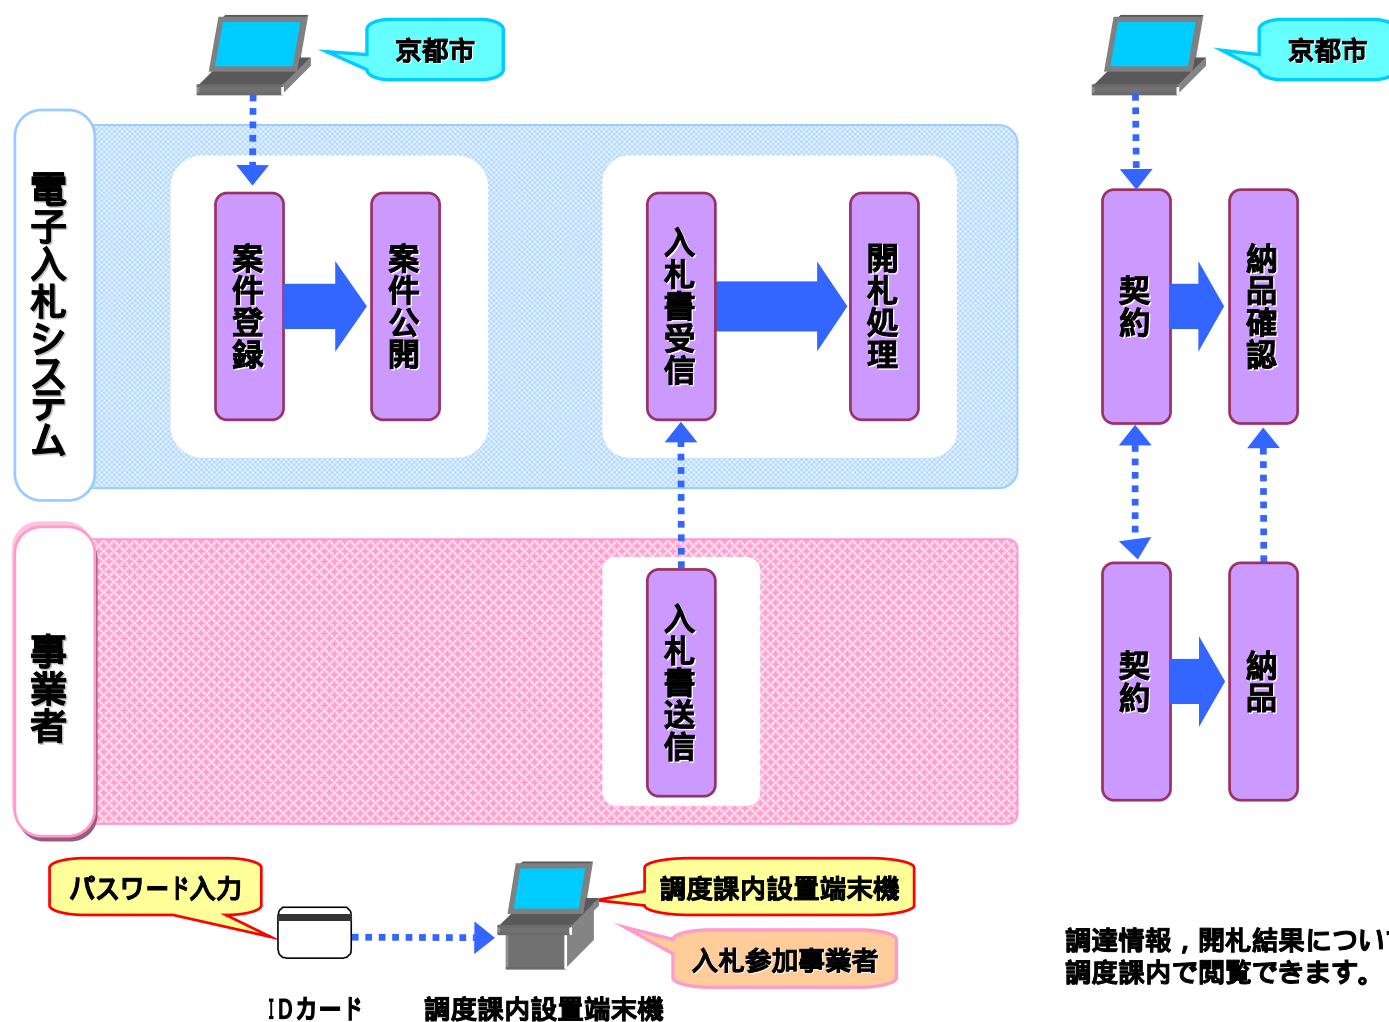 京都市
京都市
電子入札システム
案件登録
案件公開
入札書受信
開札処理
契約
納品確認
事業者
入札書送信
契約
納品
パスワード入力
調度課内設置端末機
入札参加事業者
IDカード
調度課内設置端末機
調達情報，開札結果につい
調度課内で閲覧できます。